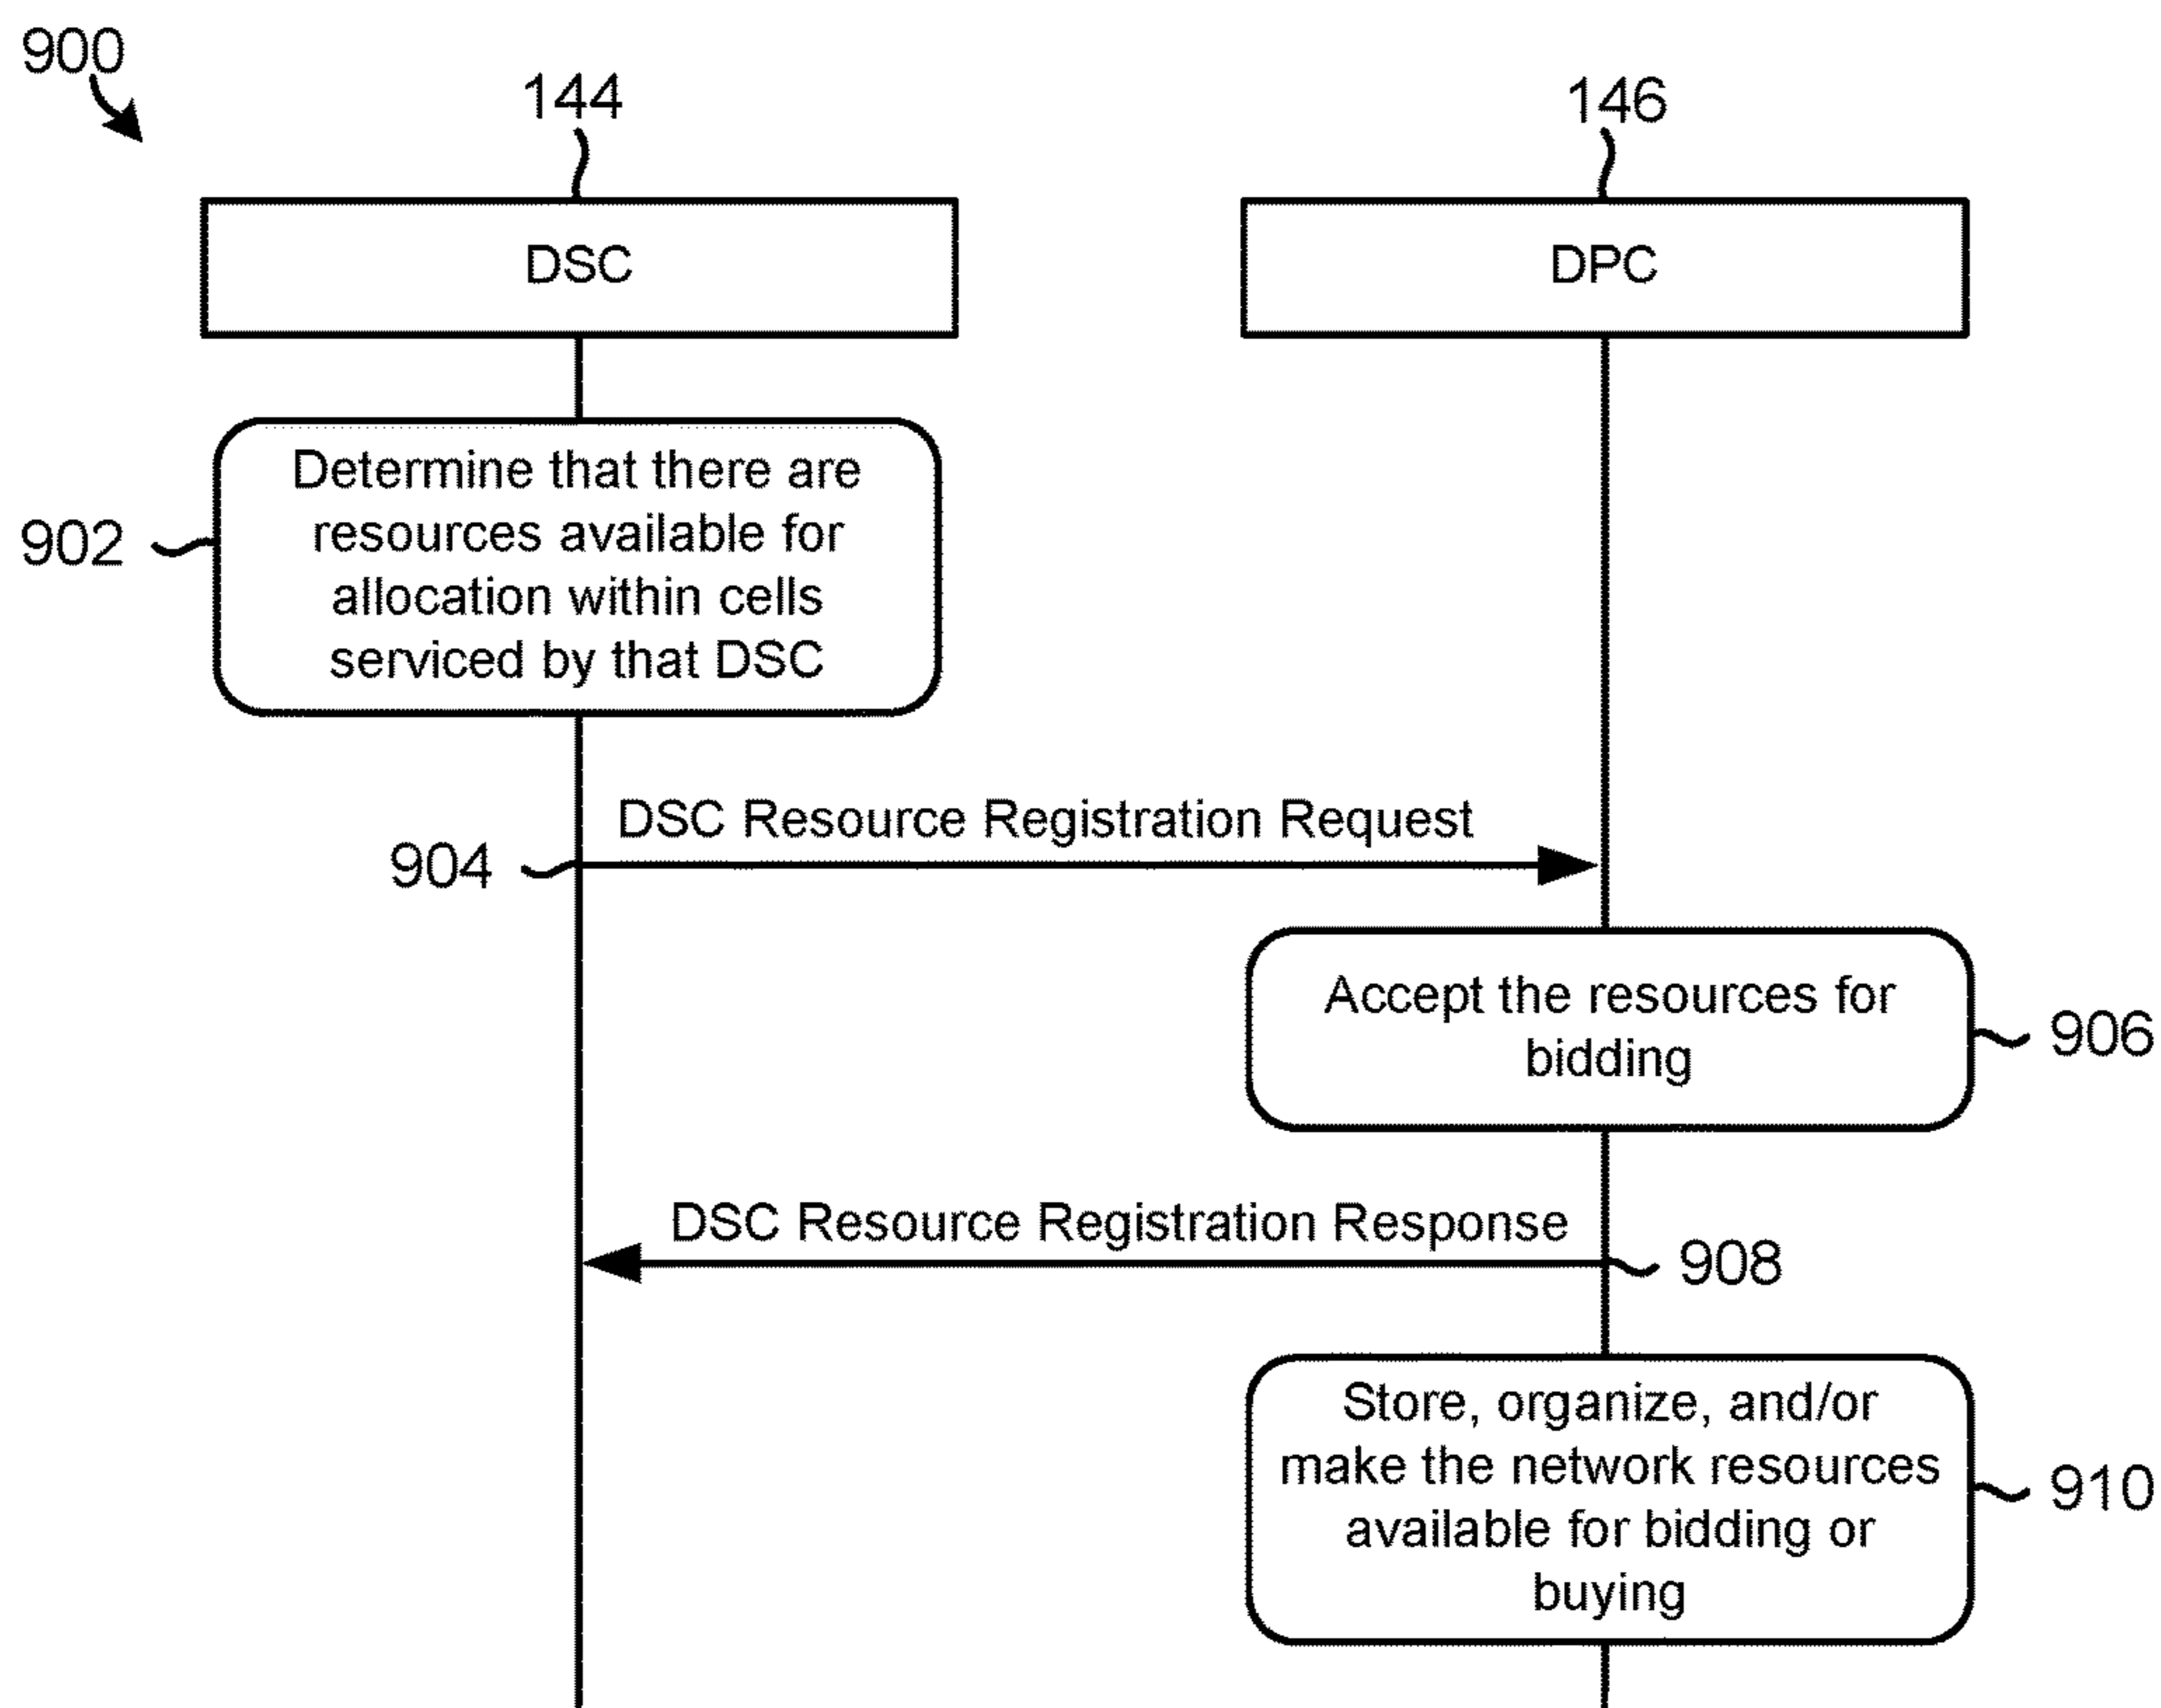 900
144
146
DSC
DPC
Determine that there are
resources available for
allocation within cells
serviced by that DSC
902
DSC Resource Registration Request
904
Accept the resources for
bidding
906
DSC Resource Registration Response
908
Store, organize, and/or
make the network resources
available for bidding or
buying
910